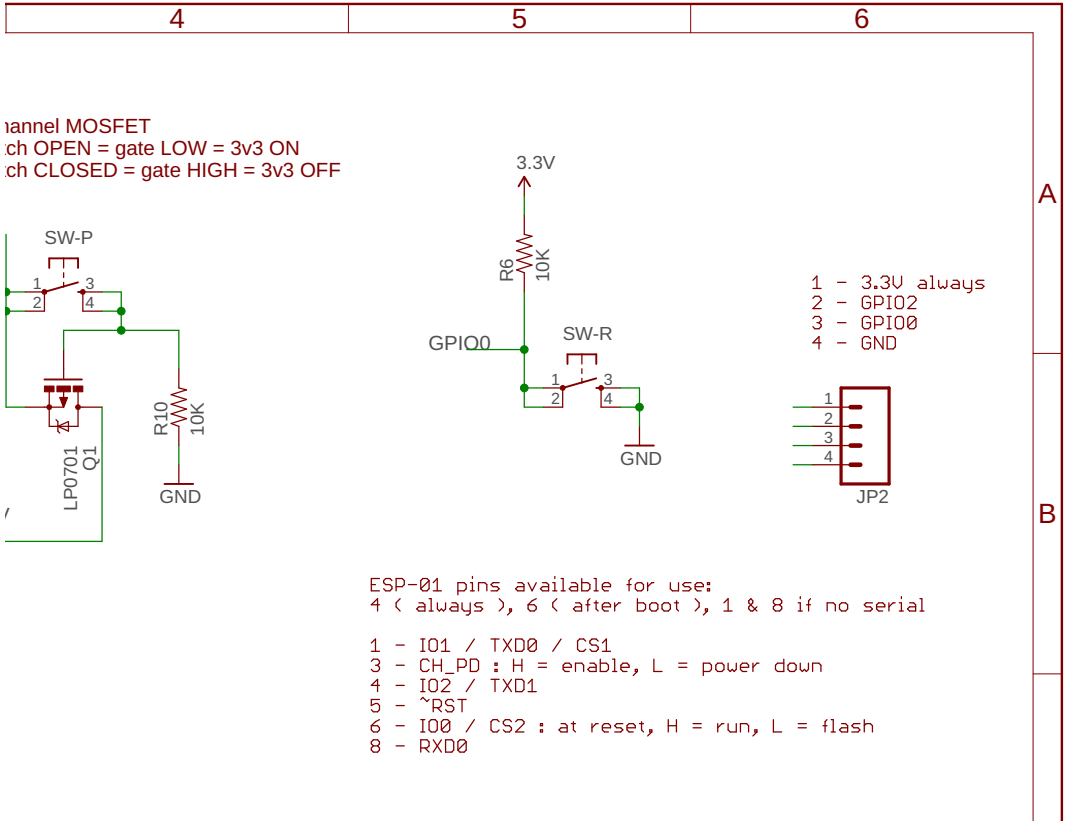 4 5 6
A
B
hannel MOSFET
tch OPEN = gate LOW = 3v3 ON
tch CLOSED = gate HIGH = 3v3 OFF
SW-P
1 3
2 4
LP0701
Q1
R10
10K
GND
3.3V
R6
10K
GPIO0
SW-R
1 3
2 4
GND
1 - 3.3V always
2 - GPIO2
3 - GPIO0
4 - GND
1
2
3
4
JP2
ESP-01 pins available for use:
4 ( always ), 6 ( after boot ), 1 & 8 if no serial
1 - IO1 / TXD0 / CS1
3 - CH_PD : H = enable, L = power down
4 - IO2 / TXD1
5 - ~RST
6 - IO0 / CS2 : at reset, H = run, L = flash
8 - RXD0